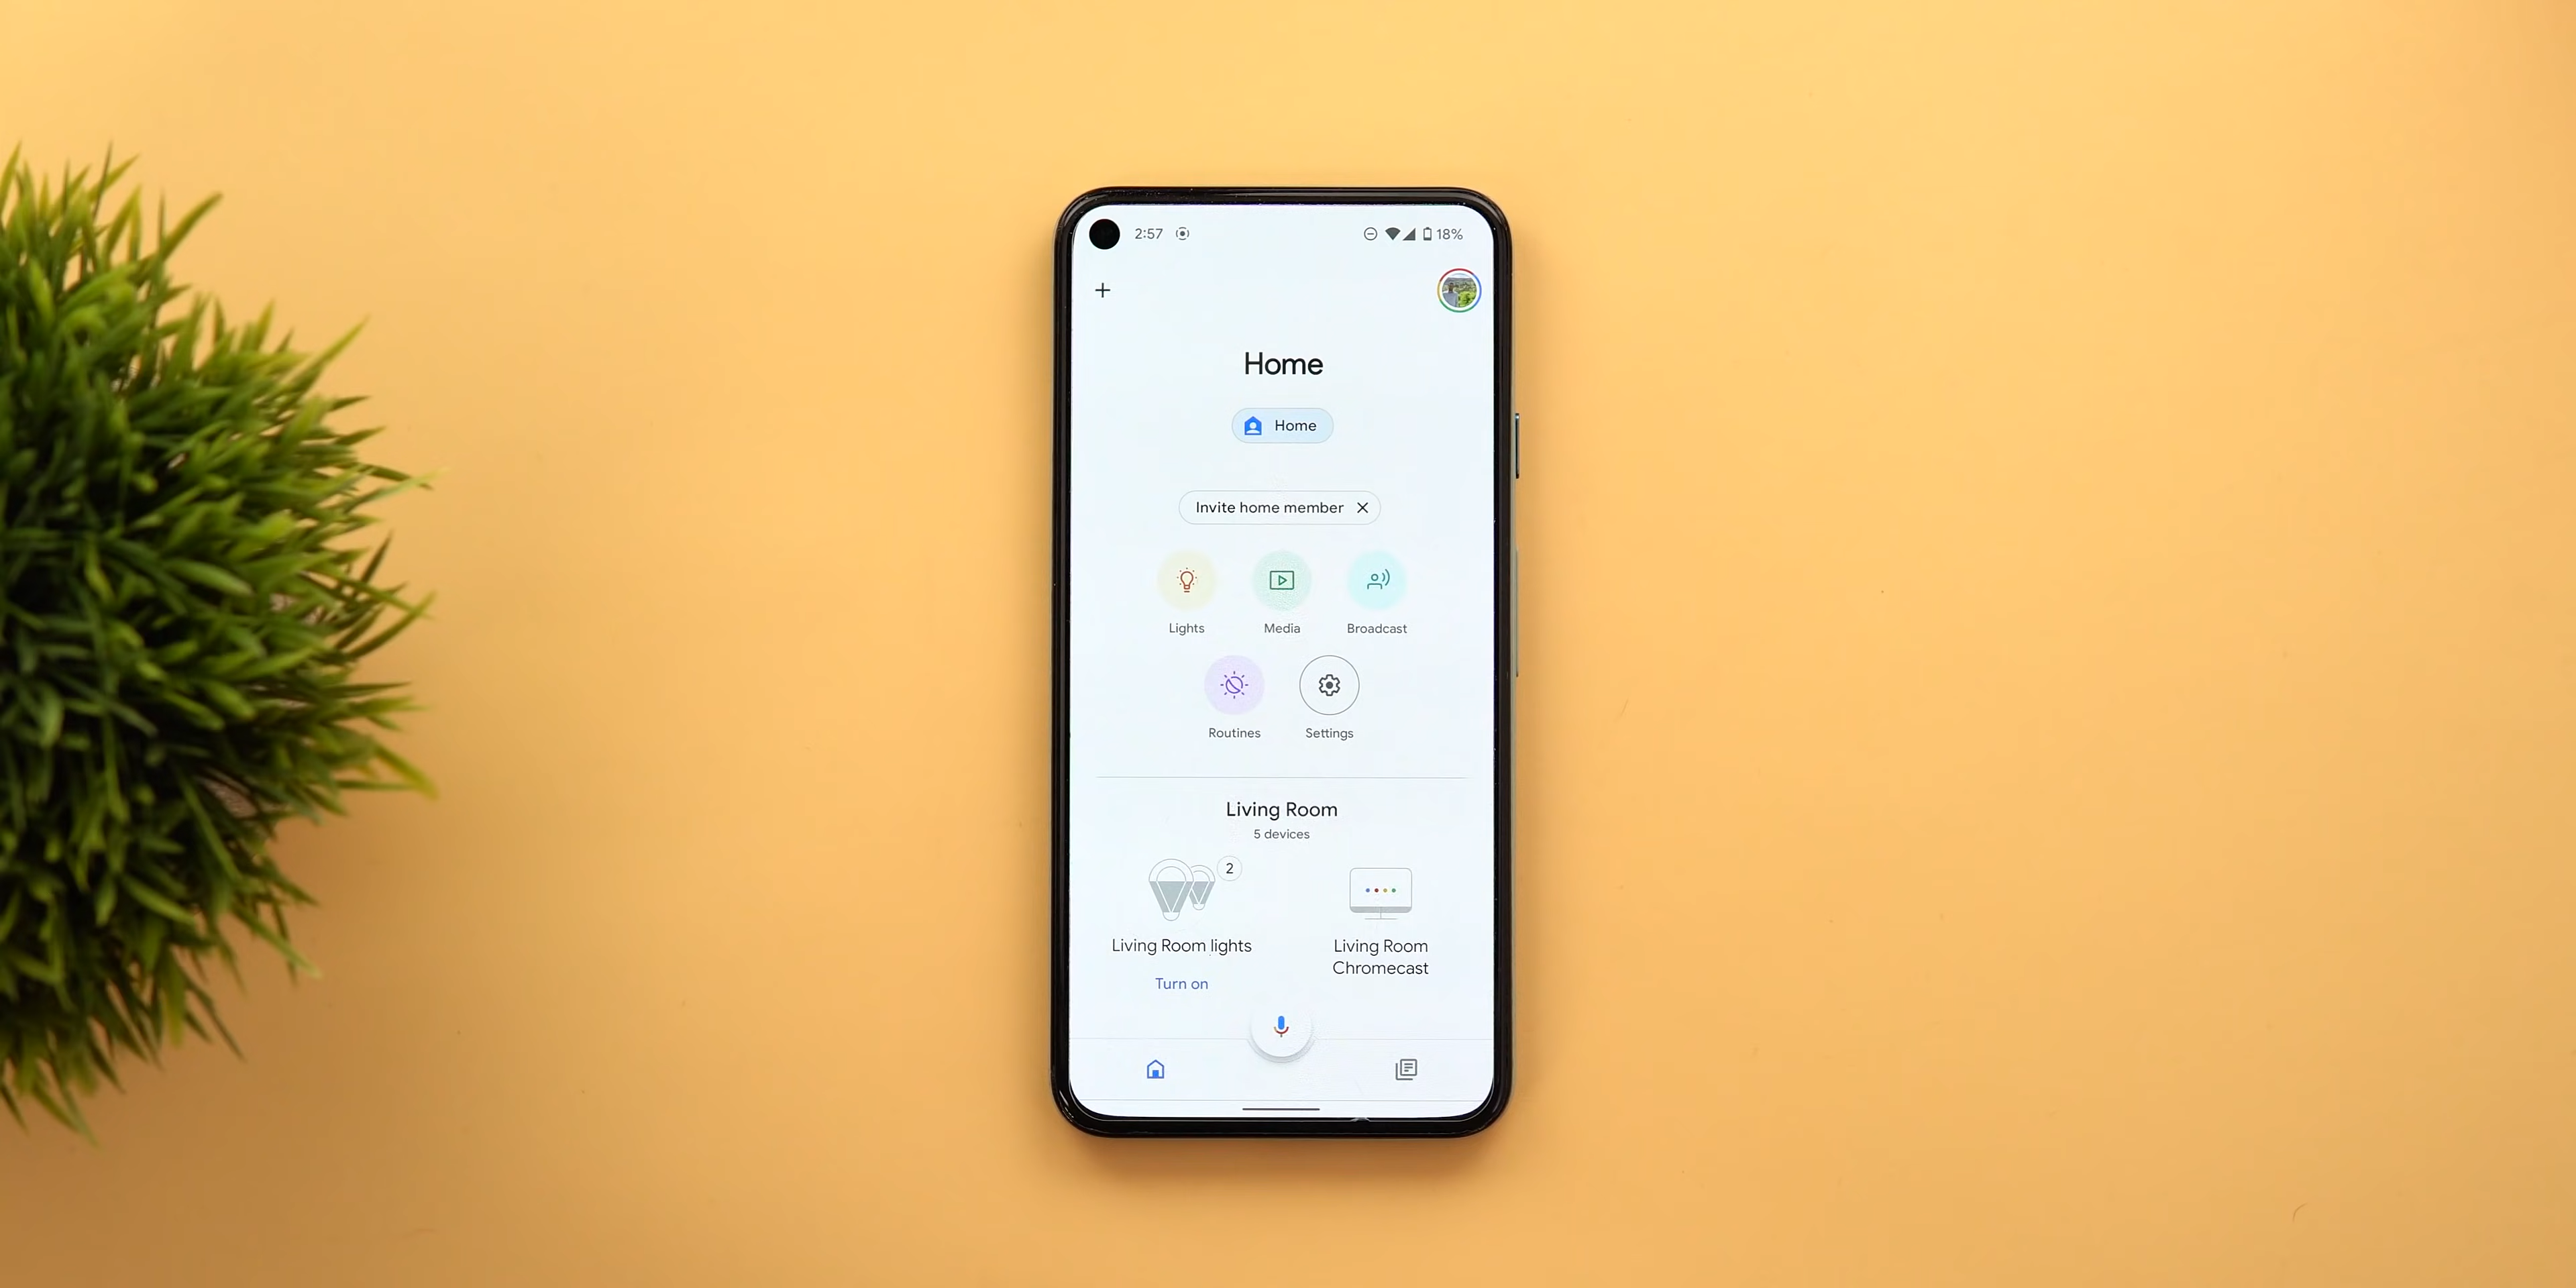 2:57 18%
Home
Home
Invite home member
Lights Media Broadcast
Routines Settings
Living Room
5 devices
2
Living Room lights Living Room
Chromecast
Turn on